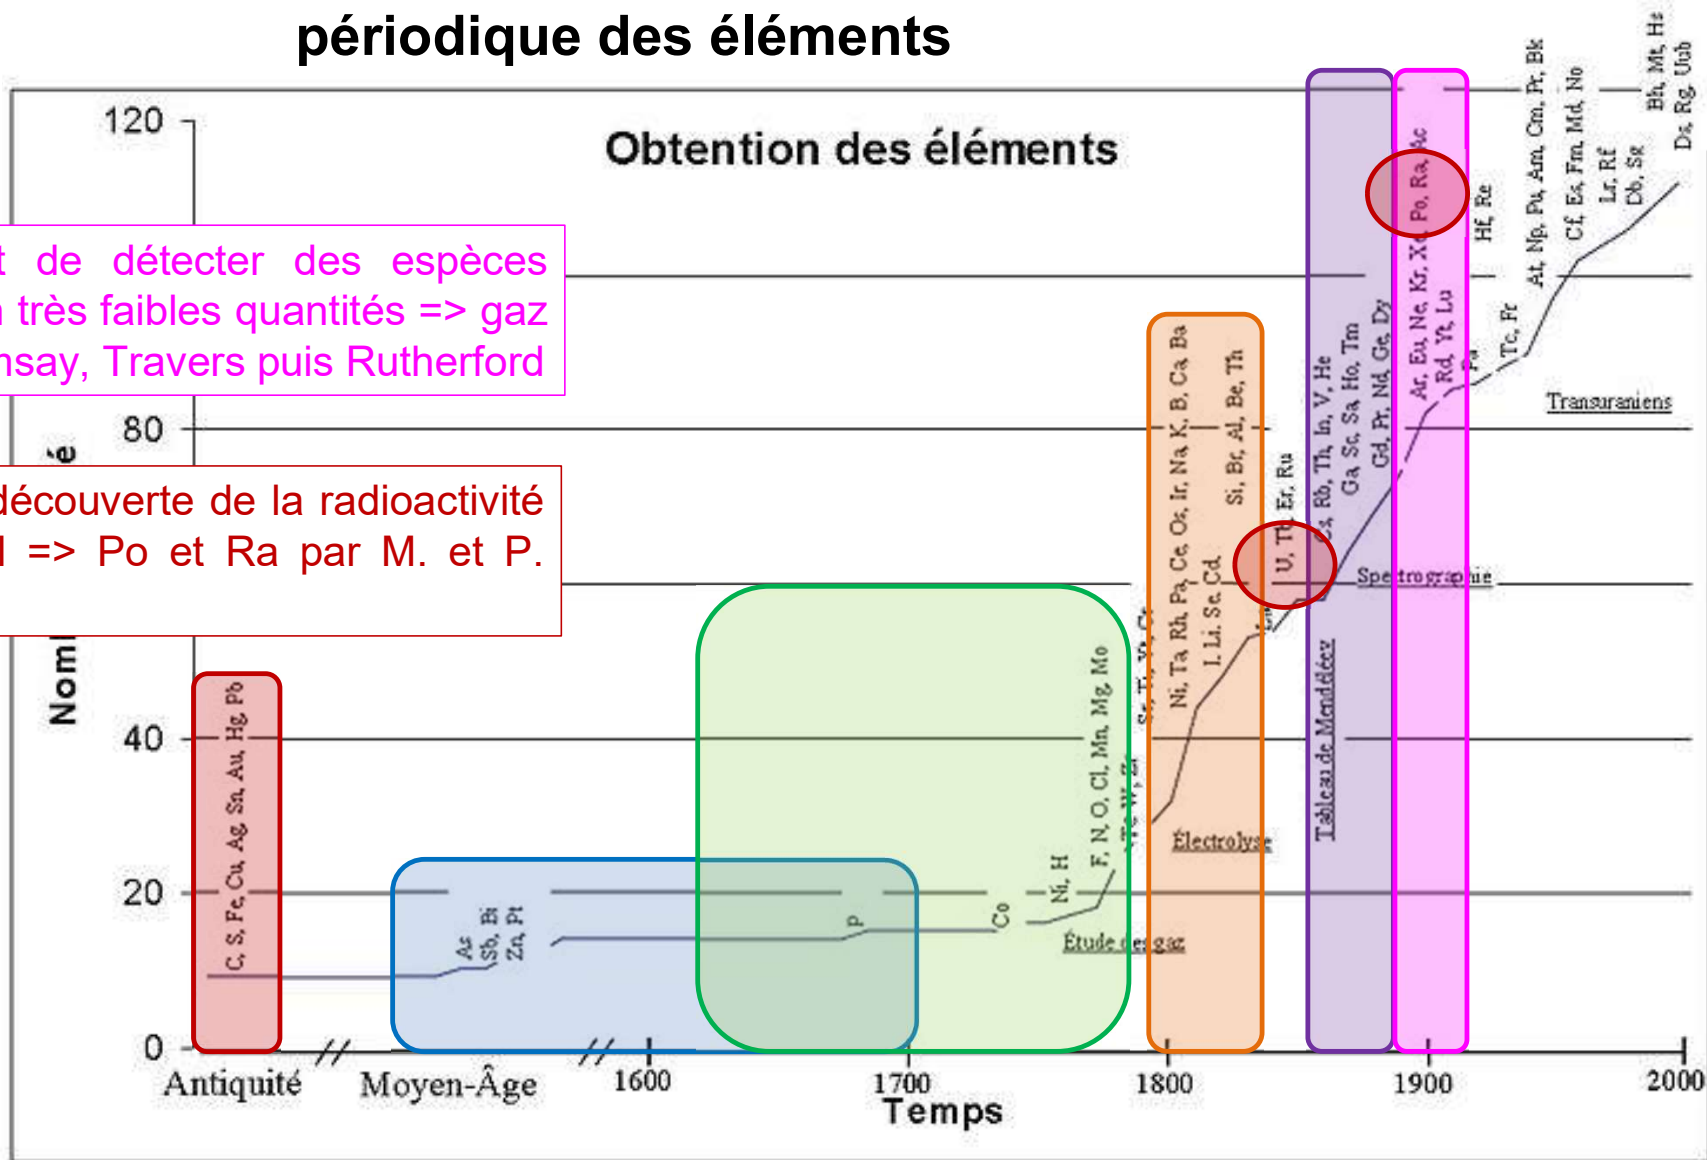 périodique des éléments
Obtention des éléments
120
80
40
20
0
t de détecter des espèces
très faibles quantités => gaz
msay, Travers puis Rutherford
découverte de la radioactivité
=> Po et Ra par M. et P.
Nom
é
C, S, Fe, Cu, Ag, Sn, Au, Hg, Pb
As
Sb, Bi
Zn, Pt
P
Co
Ni, H
F, N, O, Cl, Mn, Mg, Mo
Étude des gaz
Ni, Ta, Rh, Pa, Ce, Os, Ir, Na, K, B, Ca, Ba
I, Li, Se, Cd,
Si, Br, Al, Be, Th
Électrolyse
U, Tb, Er, Ru
Cs, Rb, Th, In, V, He
Ga, Sc, Sa, Ho, Tm
Gd, Pr, Nd, Ge, Dy
Tableau de Menddéév
Spectrographie
Ar, Eu, Ne, Kr, Xe, Po, Ra, Ac
Rd, Yt, Lu
Pa
Hf, Re
Tc, Fr
At, Np, Pu, Am, Cm, Pr, Bk
Cf, Es, Fm, Md, No
Lr, Rf
Db, Sg
Bh, Mt, Hs
Ds, Rg, Uub
Transuraniens
Antiquité
Moyen-Âge
1600
1700
1800
1900
2000
Temps